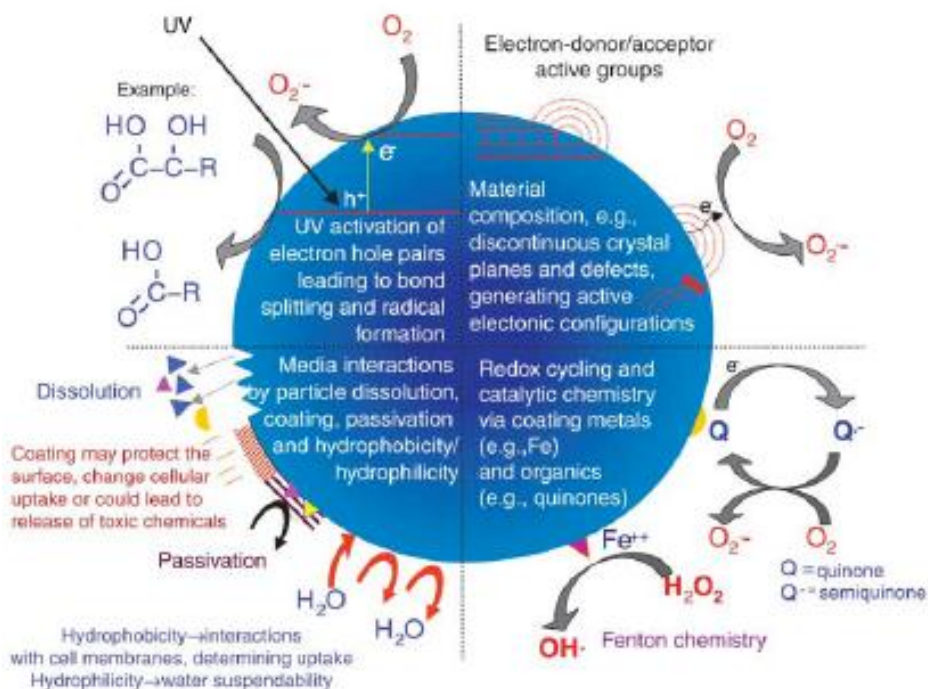 UV
O₂
O₂•-
Example:
HO OH
O C–C–R
HO
O C–R
e-
h+
UV activation of
electron hole pairs
leading to bond
splitting and radical
formation
Electron-donor/acceptor
active groups
O₂
e-
O₂•-
Material
composition, e.g.,
discontinuous crystal
planes and defects,
generating active
electonic configurations
Dissolution
Media interactions
by particle dissolution,
coating, passivation
and hydrophobicity/
hydrophilicity
Coating may protect the
surface, change cellular
uptake or could lead to
release of toxic chemicals
Passivation
H₂O
H₂O
Hydrophobicity→interactions
with cell membranes, determining uptake
Hydrophilicity→water suspendability
Redox cycling and
catalytic chemistry
via coating metals
(e.g.,Fe)
and organics
(e.g., quinones)
e-
Q
Q•-
O₂•-
O₂
Q = quinone
Q•- = semiquinone
Fe++
H₂O₂
OH•
Fenton chemistry